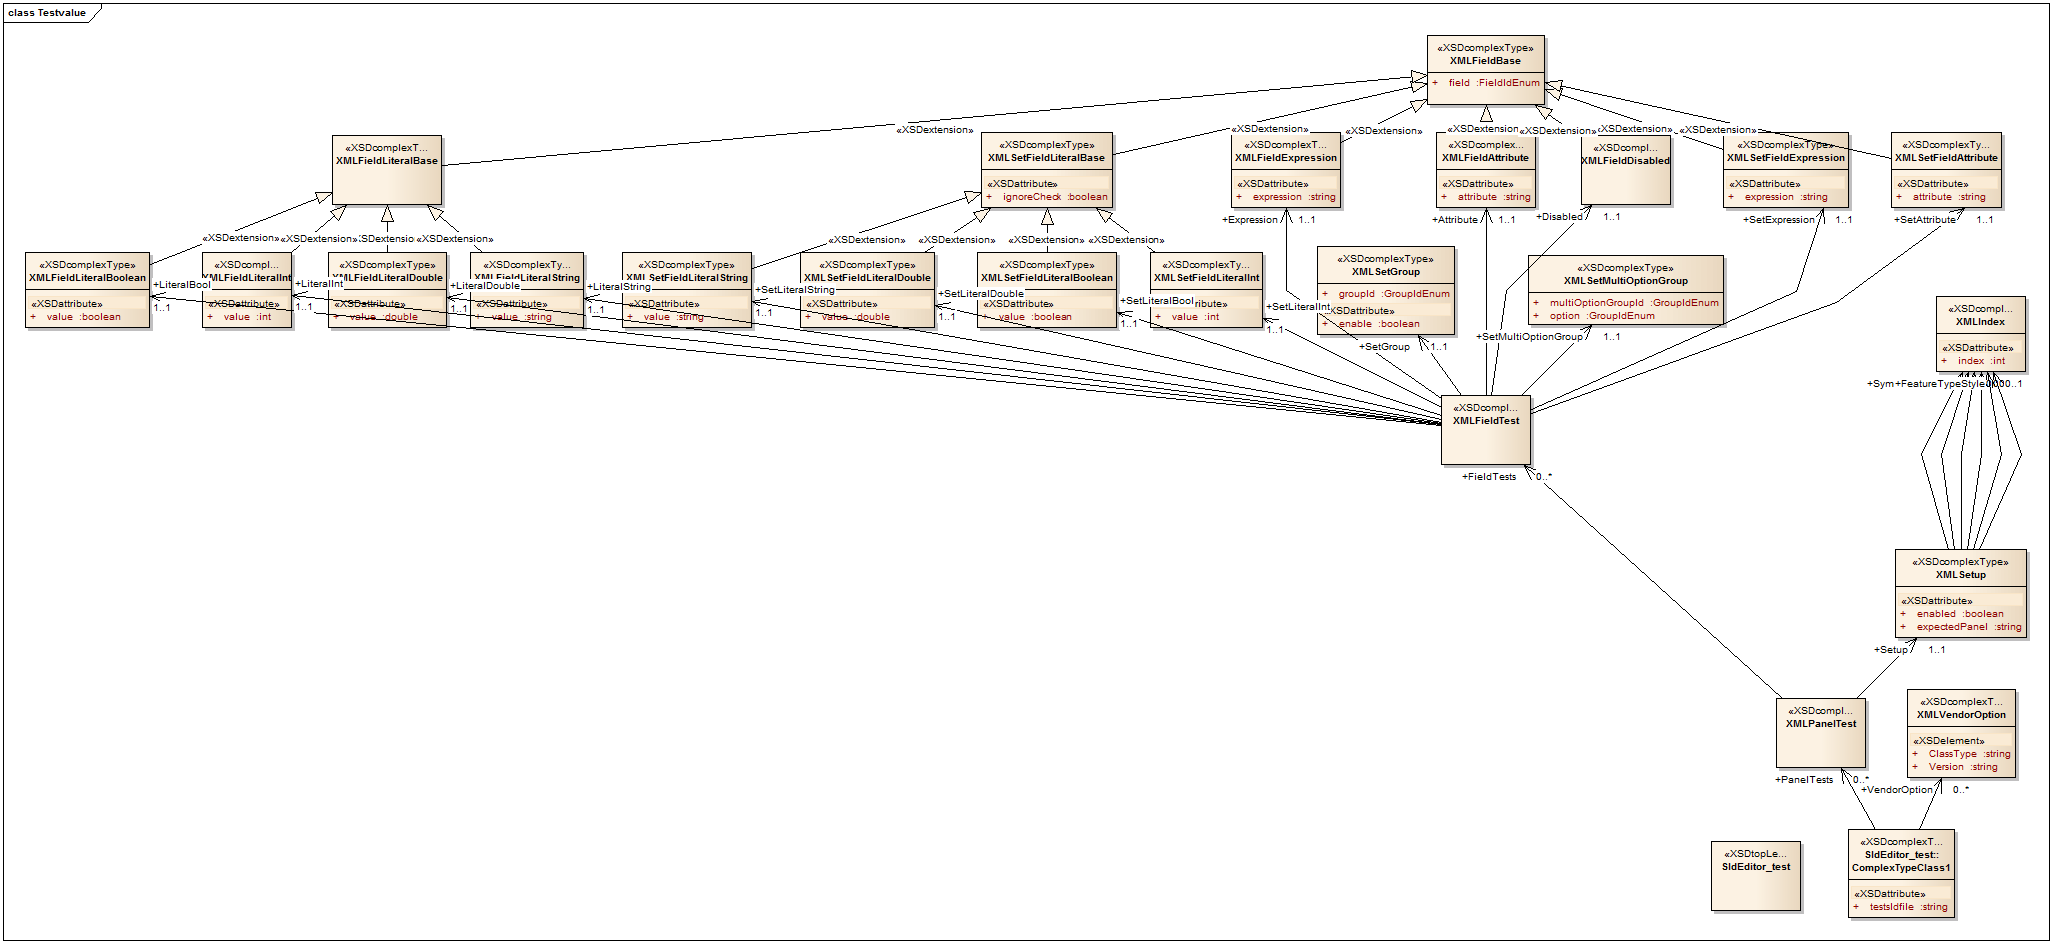 class Testvalue
«XSDcomplexType»
XMLFieldBase
+ field :FieldIdEnum
«XSDextension»
«XSDextension»
«XSDextension»
«XSDextension»
«XSDextension»
«XSDextension»
«XSDcomplexT...
XMLFieldLiteralBase
«XSDcomplexType»
XMLSetFieldLiteralBase
«XSDattribute»
+ ignoreCheck :boolean
«XSDcomplexT...
XMLFieldExpression
«XSDattribute»
+ expression :string
«XSDcomplex...
XMLFieldAttribute
«XSDattribute»
+ attribute :string
«XSDcompl...
XMLFieldDisabled
«XSDcomplexType»
XMLSetFieldExpression
«XSDattribute»
+ expression :string
«XSDcomplexTy...
XMLSetFieldAttribute
«XSDattribute»
+ attribute :string
+Expression 1..1
+Attribute 1..1
+Disabled 1..1
+SetExpression 1..1
+SetAttribute 1..1
«XSDextension»
«XSDextension»
«XSDextension»
«XSDextension»
«XSDextension»
«XSDextension»
«XSDextension»
«XSDcomplexType»
XMLFieldLiteralBoolean
«XSDattribute»
+ value :boolean
+LiteralBool
1..1
«XSDcompl...
XMLFieldLiteralInt
«XSDattribute»
+ value :int
+LiteralInt
1..1
«XSDcomplexType»
XMLFieldLiteralDouble
«XSDattribute»
+ value :double
+LiteralDouble
1..1
«XSDcomplexTy...
XMLFieldLiteralString
«XSDattribute»
+ value :string
+LiteralString
1..1
«XSDcomplexType»
XMLSetFieldLiteralString
«XSDattribute»
+ value :string
+SetLiteralString
1..1
«XSDcomplexType»
XMLSetFieldLiteralDouble
«XSDattribute»
+ value :double
+SetLiteralDouble
1..1
«XSDcomplexType»
XMLSetFieldLiteralBoolean
«XSDattribute»
+ value :boolean
+SetLiteralBool
1..1
«XSDcomplexTy...
XMLSetFieldLiteralInt
+ value :int
+SetLiteralInt
1..1
«XSDcomplexType»
XMLSetGroup
+ groupId :GroupIdEnum
«XSDattribute»
+ enable :boolean
+SetGroup 1..1
«XSDcomplexType»
XMLSetMultiOptionGroup
+ multiOptionGroupId :GroupIdEnum
+ option :GroupIdEnum
+SetMultiOptionGroup 1..1
«XSDcompl...
XMLIndex
«XSDattribute»
+ index :int
+Sym+FeatureTypeStyle
«XSDcompl...
XMLFieldTest
+FieldTests 0..*
«XSDcomplexType»
XMLSetup
«XSDattribute»
+ enabled :boolean
+ expectedPanel :string
+Setup 1..1
«XSDcompl...
XMLPanelTest
+PanelTests 0..*
«XSDcomplexT...
XMLVendorOption
«XSDelement»
+ ClassType :string
+ Version :string
+VendorOption 0..*
«XSDtopLe...
SldEditor_test
«XSDcomplexT...
SldEditor_test::
ComplexTypeClass1
«XSDattribute»
+ testsldfile :string